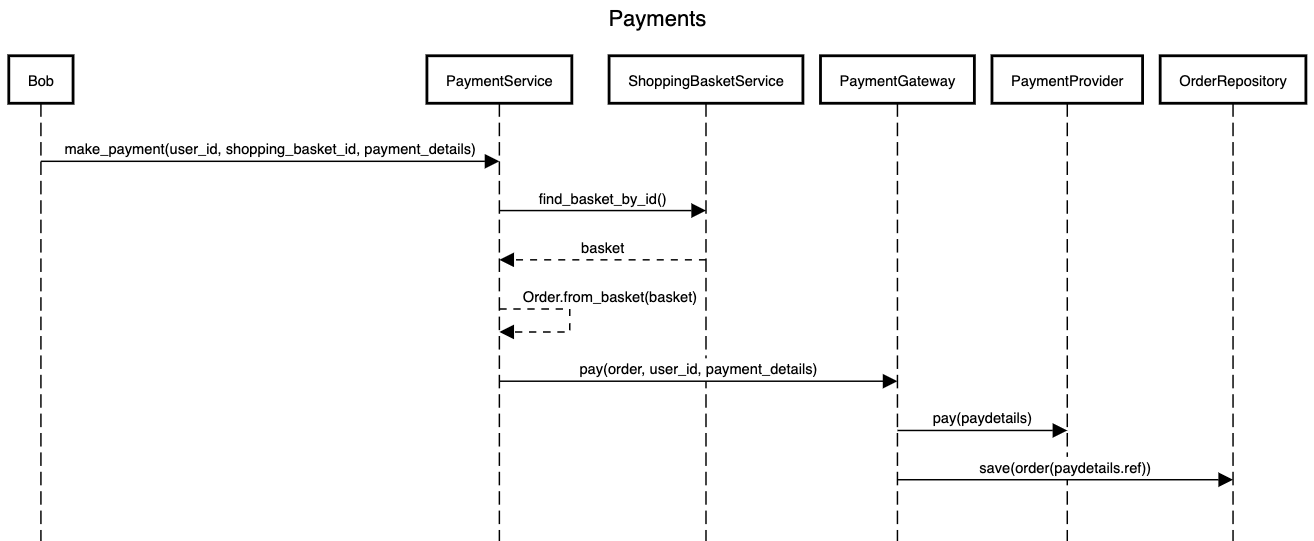 Payments
Bob
PaymentService
ShoppingBasketService
PaymentGateway
PaymentProvider
OrderRepository
make_payment(user_id, shopping_basket_id, payment_details)
find_basket_by_id()
basket
Order.from_basket(basket)
pay(order, user_id, payment_details)
pay(paydetails)
save(order(paydetails.ref))